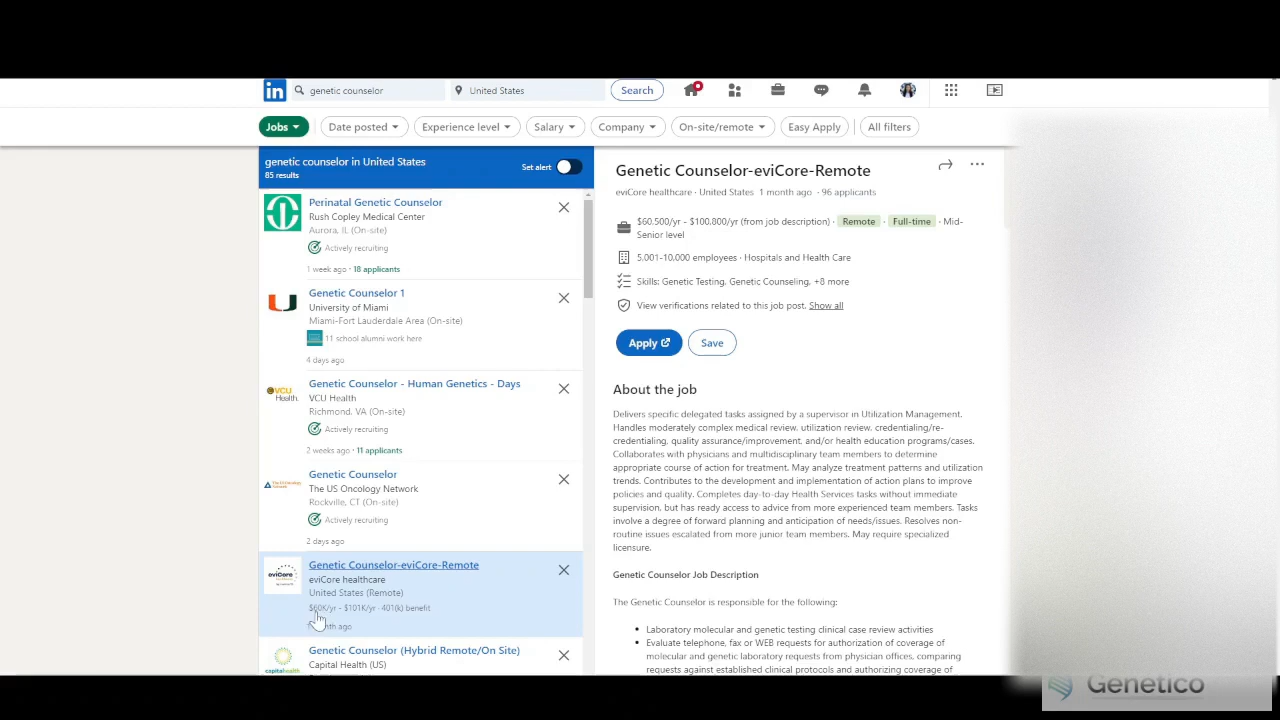 in
genetic counselor
United States
Search
Jobs
Date posted
Experience level
Salary
Company
On-site/remote
Easy Apply
All filters
genetic counselor in United States
85 results
Set alert
Perinatal Genetic Counselor
Rush Copley Medical Center
Aurora, IL (On-site)
Actively recruiting
1 week ago · 18 applicants
Genetic Counselor 1
University of Miami
Miami-Fort Lauderdale Area (On-site)
11 school alumni work here
4 days ago
VCU Health.
Genetic Counselor - Human Genetics - Days
VCU Health
Richmond, VA (On-site)
Actively recruiting
2 weeks ago · 11 applicants
Genetic Counselor
The US Oncology Network
Rockville, CT (On-site)
Actively recruiting
2 days ago
eviCore
Genetic Counselor-eviCore-Remote
eviCore healthcare
United States (Remote)
$60K/yr - $101K/yr · 401(k) benefit
month ago
capitalhealth
Genetic Counselor (Hybrid Remote/On Site)
Capital Health (US)
Genetic Counselor-eviCore-Remote
eviCore healthcare · United States 1 month ago · 96 applicants
$60,500/yr - $100,800/yr (from job description) · Remote · Full-time · Mid-
Senior level
5,001-10,000 employees · Hospitals and Health Care
Skills: Genetic Testing, Genetic Counseling, +8 more
View verifications related to this job post. Show all
Apply
Save
About the job
Delivers specific delegated tasks assigned by a supervisor in Utilization Management.
Handles moderately complex medical review, utilization review, credentialing/re-
credentialing, quality assurance/improvement, and/or health education programs/cases.
Collaborates with physicians and multidisciplinary team members to determine
appropriate course of action for treatment. May analyze treatment patterns and utilization
trends. Contributes to the development and implementation of action plans to improve
policies and quality. Completes day-to-day Health Services tasks without immediate
supervision, but has ready access to advice from more experienced team members. Tasks
involve a degree of forward planning and anticipation of needs/issues. Resolves non-
routine issues escalated from more junior team members. May require specialized
licensure.
Genetic Counselor Job Description
The Genetic Counselor is responsible for the following:
• Laboratory molecular and genetic testing clinical case review activities
• Evaluate telephone, fax or WEB requests for authorization of coverage of
molecular and genetic laboratory requests from physician offices, comparing
requests against established clinical protocols and authorizing coverage of
Genetico